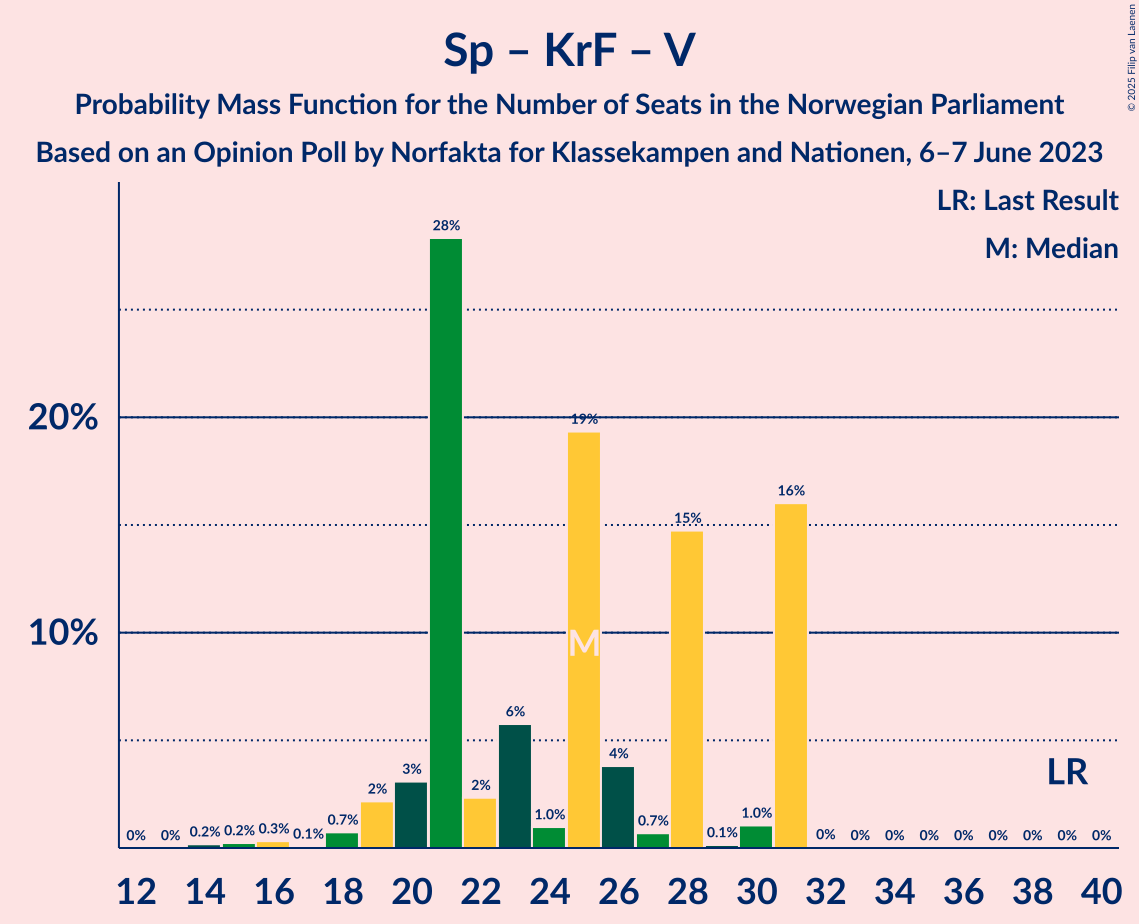 © 2025 Filip van Laenen
Sp – KrF – V
Probability Mass Function for the Number of Seats in the Norwegian Parliament
Based on an Opinion Poll by Norfakta for Klassekampen and Nationen, 6–7 June 2023
LR: Last Result
M: Median
20%
10%
0% 0% 0.2% 0.2% 0.3% 0.1% 0.7% 2% 3% 28% 2% 6% 1.0% 19% 4% 0.7% 15% 0.1% 1.0% 16% 0% 0% 0% 0% 0% 0% 0% 0% 0%
M
LR
12 14 16 18 20 22 24 26 28 30 32 34 36 38 40